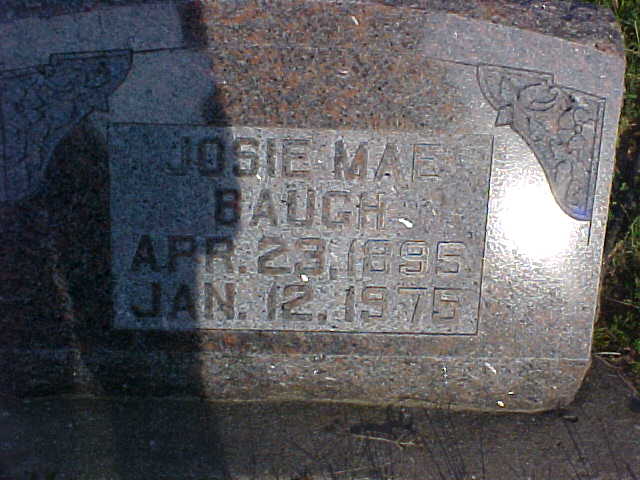 JOSIE MAE
BAUGH
APR. 23, 1895
JAN. 12, 1975